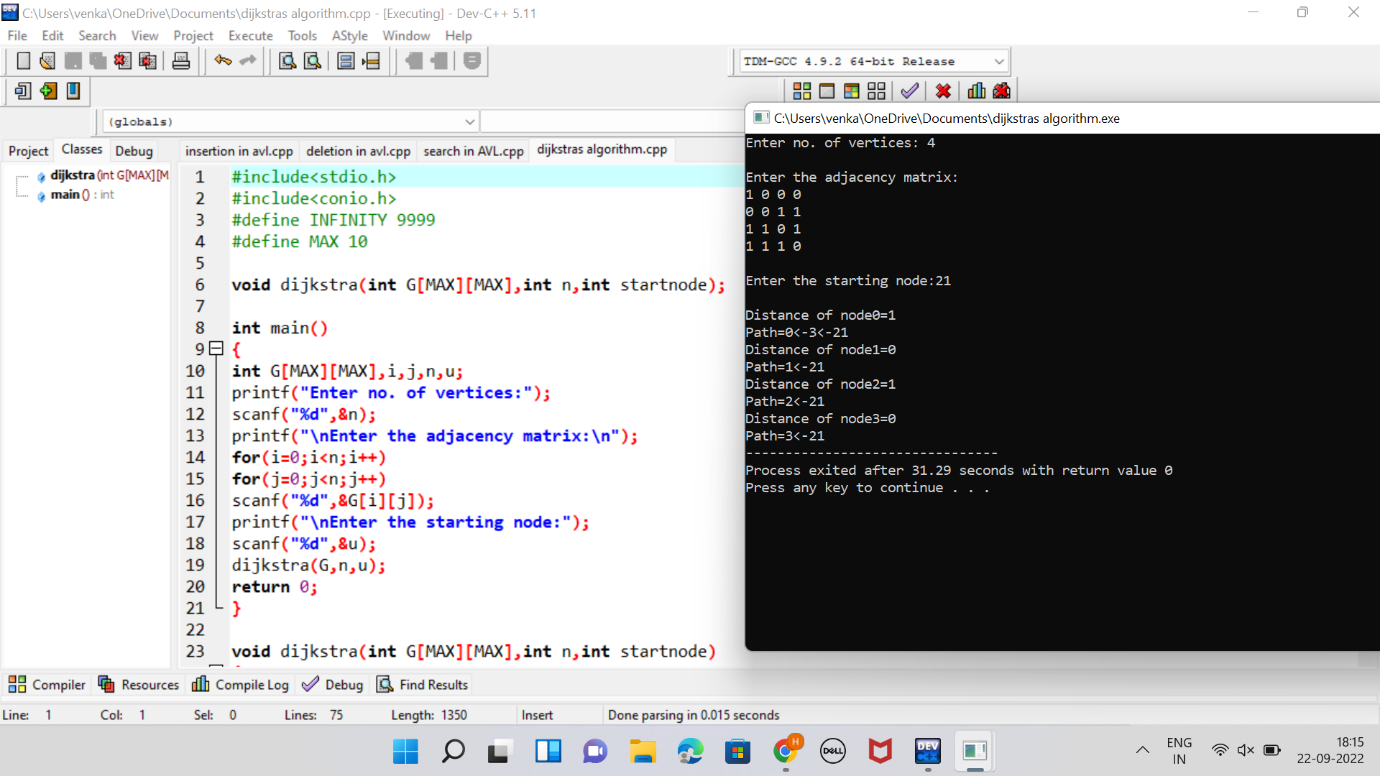 C:\Users\venka\OneDrive\Documents\dijkstras algorithm.cpp - [Executing] - Dev-C++ 5.11
File Edit Search View Project Execute Tools AStyle Window Help
TDM-GCC 4.9.2 64-bit Release
(globals)
Project Classes Debug
dijkstra (int G[MAX][M
main () : int
insertion in avl.cpp deletion in avl.cpp search in AVL.cpp dijkstras algorithm.cpp
1 #include<stdio.h>
2 #include<conio.h>
3 #define INFINITY 9999
4 #define MAX 10
5
6 void dijkstra(int G[MAX][MAX],int n,int startnode);
7
8 int main()
9 {
10 int G[MAX][MAX],i,j,n,u;
11 printf("Enter no. of vertices:");
12 scanf("%d",&n);
13 printf("\nEnter the adjacency matrix:\n");
14 for(i=0;i<n;i++)
15 for(j=0;j<n;j++)
16 scanf("%d",&G[i][j]);
17 printf("\nEnter the starting node:");
18 scanf("%d",&u);
19 dijkstra(G,n,u);
20 return 0;
21 }
22
23 void dijkstra(int G[MAX][MAX],int n,int startnode)
C:\Users\venka\OneDrive\Documents\dijkstras algorithm.exe
Enter no. of vertices: 4
Enter the adjacency matrix:
1 0 0 0
0 0 1 1
1 1 0 1
1 1 1 0
Enter the starting node:21
Distance of node0=1
Path=0<-3<-21
Distance of node1=0
Path=1<-21
Distance of node2=1
Path=2<-21
Distance of node3=0
Path=3<-21
--------------------------------
Process exited after 31.29 seconds with return value 0
Press any key to continue . . .
Compiler Resources Compile Log Debug Find Results
Line: 1 Col: 1 Sel: 0 Lines: 75 Length: 1350 Insert Done parsing in 0.015 seconds
H
DELL
DEV
ENG
IN
18:15
22-09-2022